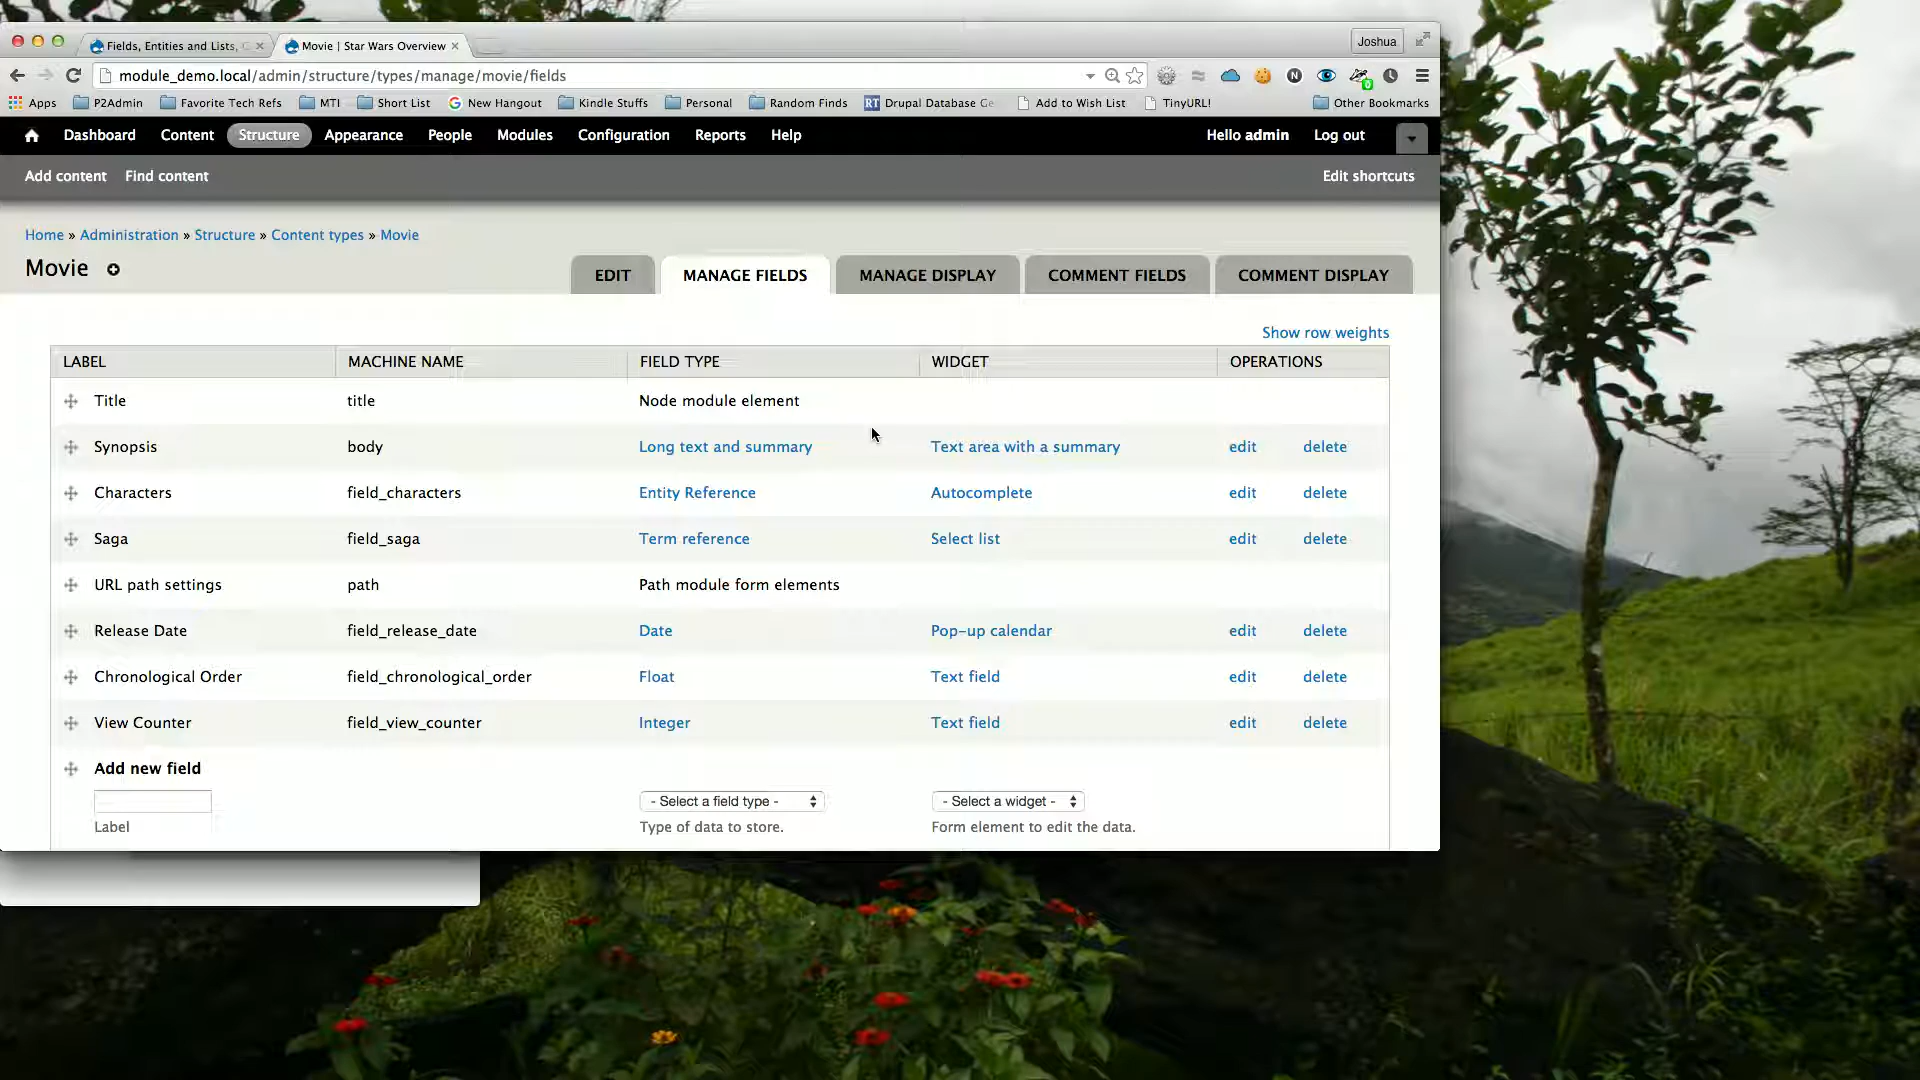 Fields, Entities and Lists,
Movie | Star Wars Overview
Joshua
module_demo.local/admin/structure/types/manage/movie/fields
Apps P2Admin Favorite Tech Refs MTI Short List New Hangout Kindle Stuffs Personal Random Finds RT Drupal Database Ge Add to Wish List TinyURL! Other Bookmarks
Dashboard Content Structure Appearance People Modules Configuration Reports Help Hello admin Log out
Add content Find content Edit shortcuts
Home » Administration » Structure » Content types » Movie
Movie
EDIT MANAGE FIELDS MANAGE DISPLAY COMMENT FIELDS COMMENT DISPLAY
Show row weights
LABEL MACHINE NAME FIELD TYPE WIDGET OPERATIONS
Title title Node module element
Synopsis body Long text and summary Text area with a summary edit delete
Characters field_characters Entity Reference Autocomplete edit delete
Saga field_saga Term reference Select list edit delete
URL path settings path Path module form elements
Release Date field_release_date Date Pop-up calendar edit delete
Chronological Order field_chronological_order Float Text field edit delete
View Counter field_view_counter Integer Text field edit delete
Add new field
- Select a field type - - Select a widget -
Label Type of data to store. Form element to edit the data.